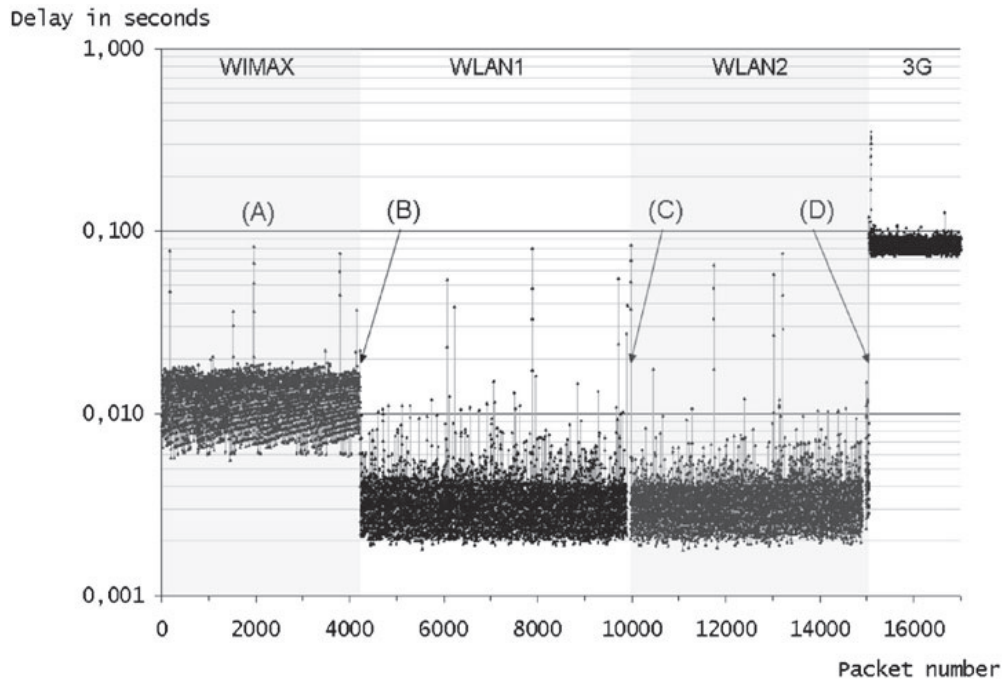 Delay in seconds
1,000
WIMAX WLAN1 WLAN2 3G
(A) (B) (C) (D)
0,100
0,010
0,001
0 2000 4000 6000 8000 10000 12000 14000 16000
Packet number